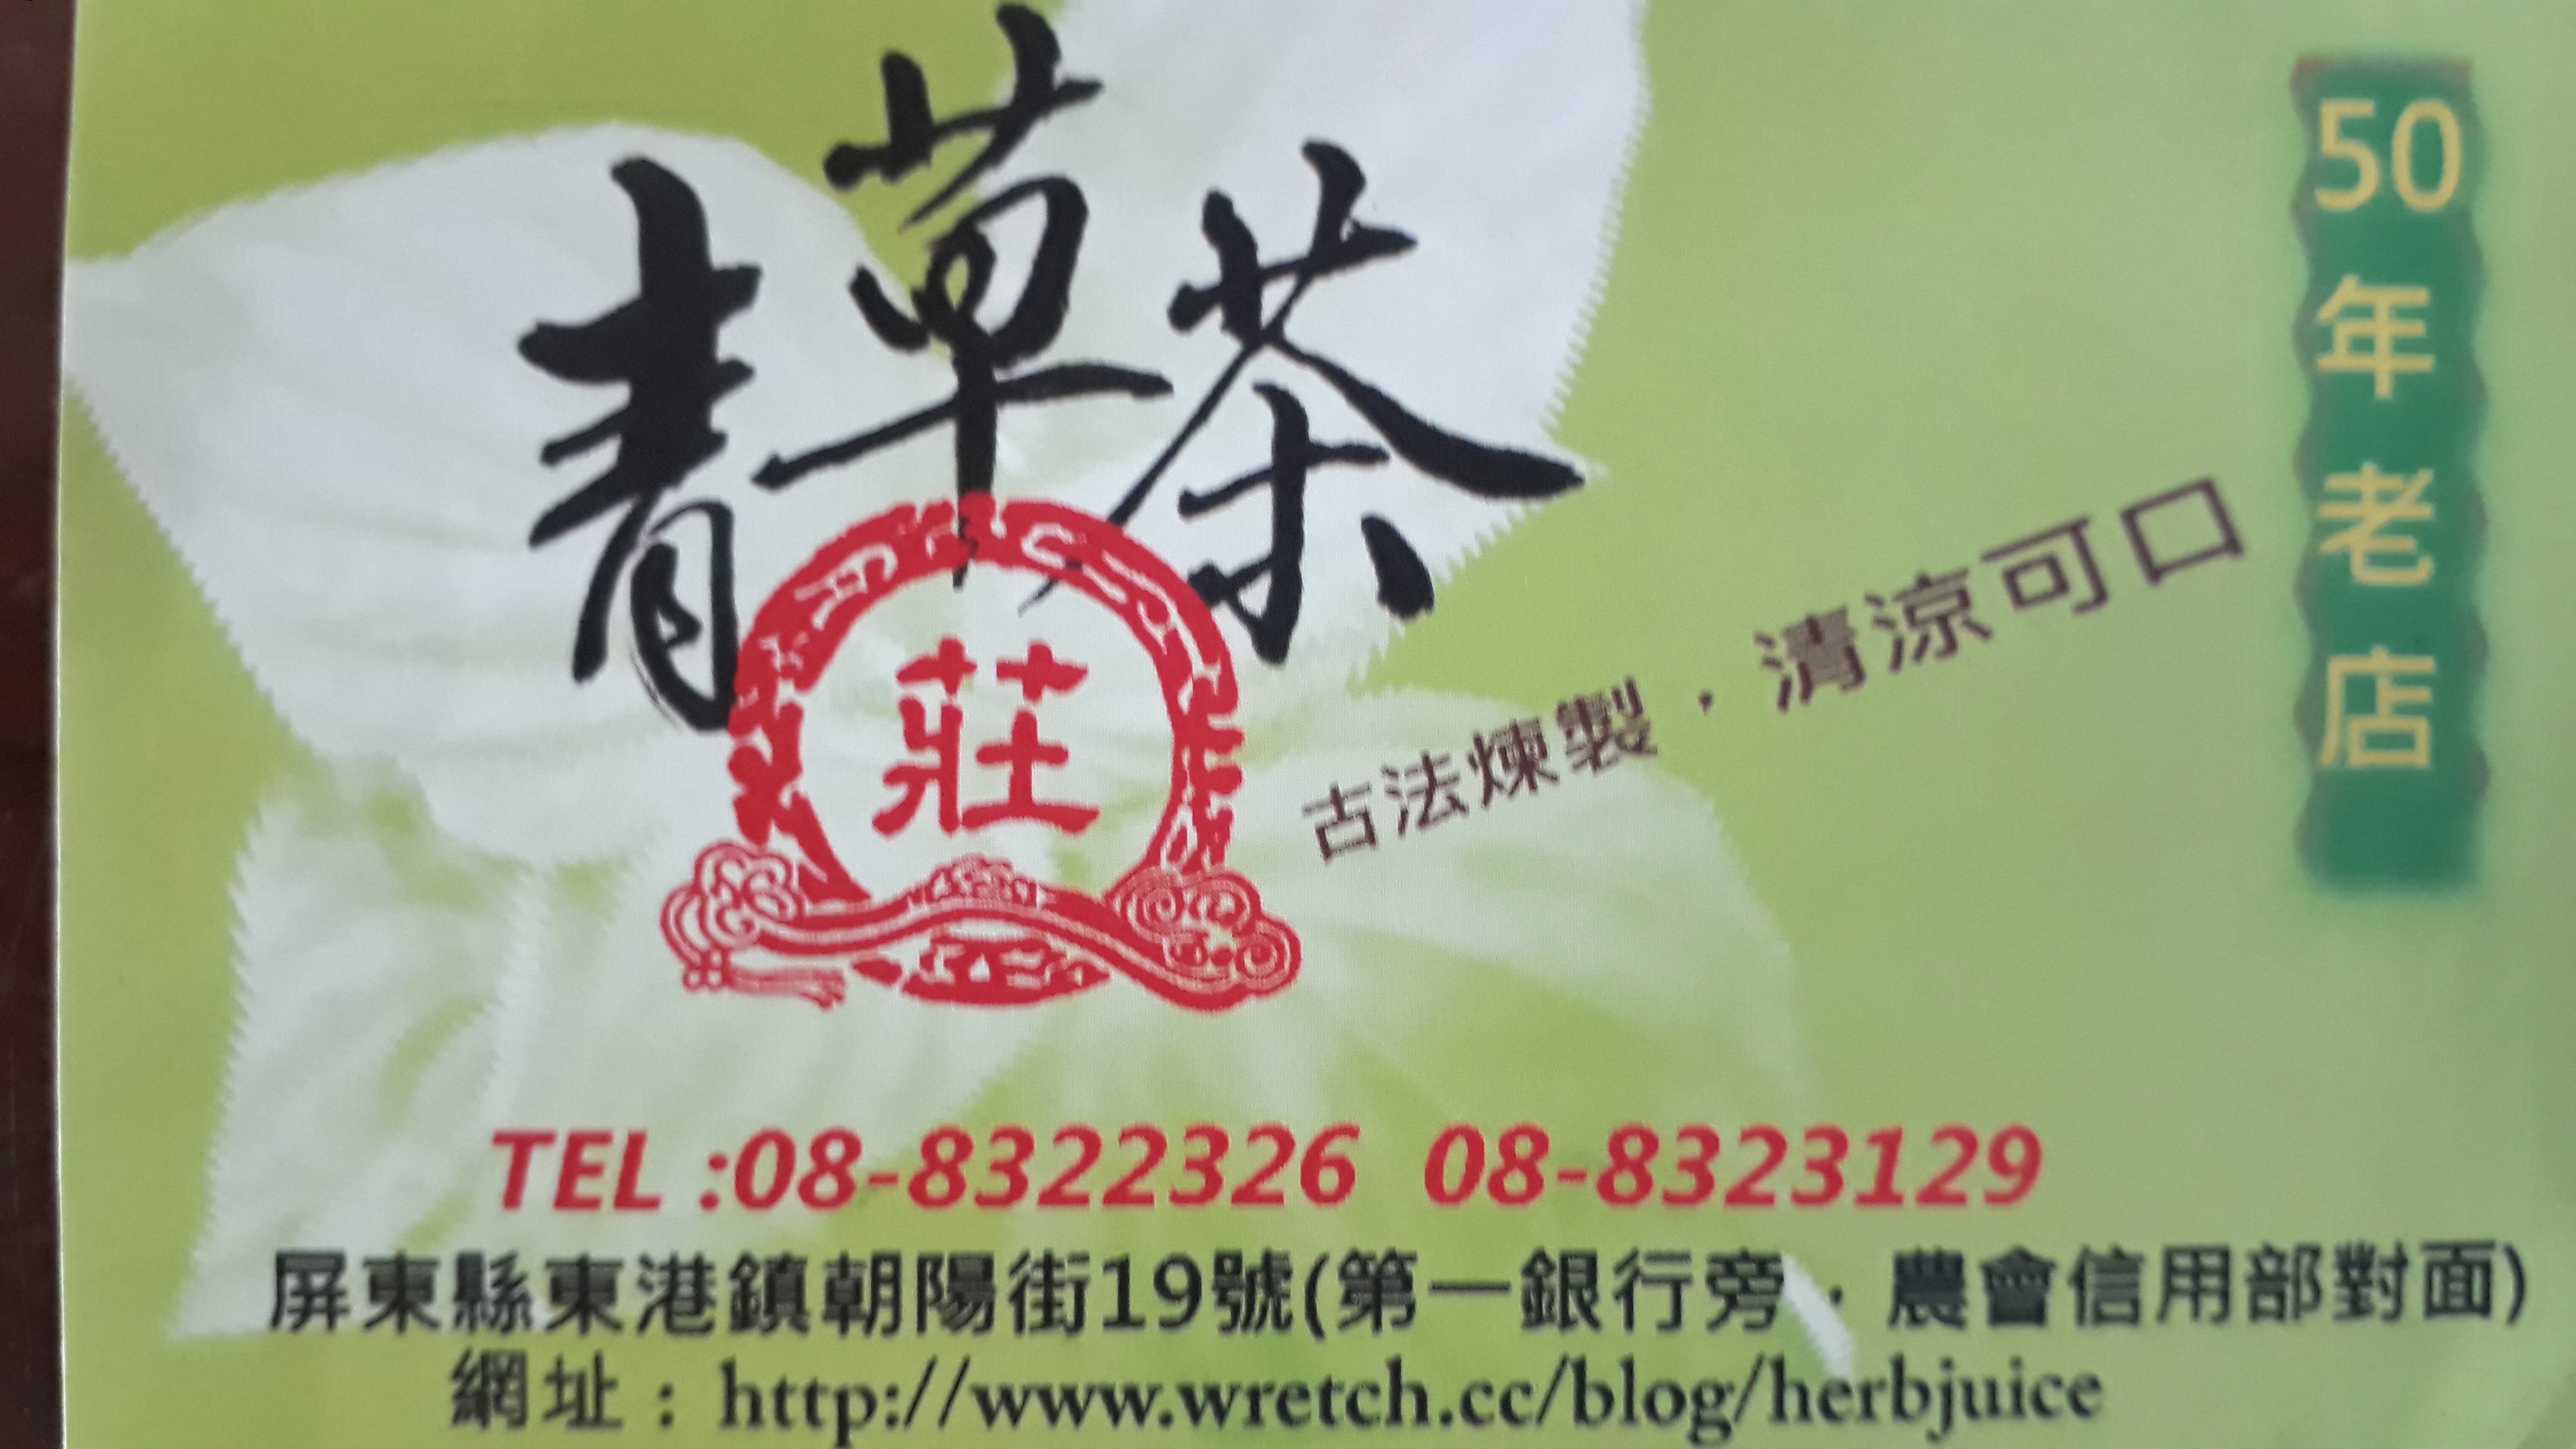 青草茶
莊
古法煉製，清涼可口
50年老店
TEL:08-8322326 08-8323129
屏東縣東港鎮朝陽街19號(第一銀行旁．農會信用部對面)
網址：http://www.wretch.cc/blog/herbjuice